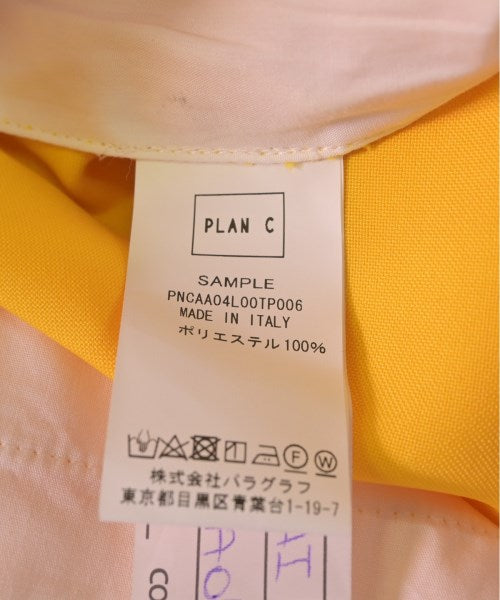 PLAN C
SAMPLE
PNCAA04L00TP006
MADE IN ITALY
ポリエステル100%
F W
株式会社パラグラフ
東京都目黒区青葉台1-19-7
CO